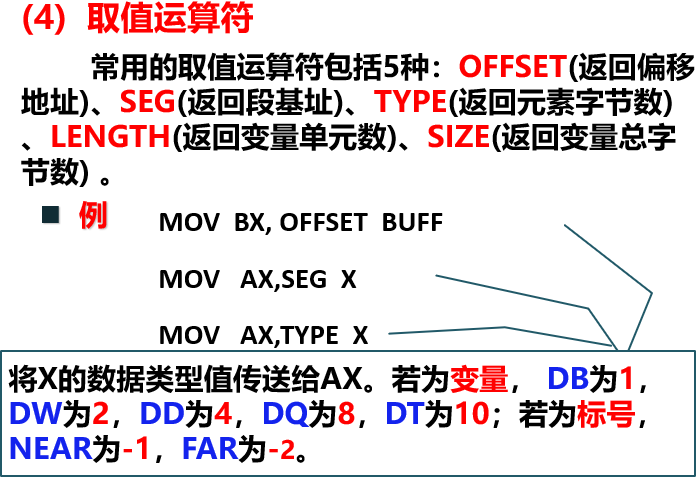 (4) 取值运算符
常用的取值运算符包括5种：OFFSET(返回偏移
地址)、SEG(返回段基址)、TYPE(返回元素字节数)
、LENGTH(返回变量单元数)、SIZE(返回变量总字
节数) 。
■ 例
MOV BX, OFFSET BUFF
MOV AX,SEG X
MOV AX,TYPE X
将X的数据类型值传送给AX。若为变量， DB为1，
DW为2，DD为4，DQ为8，DT为10；若为标号，
NEAR为-1，FAR为-2。